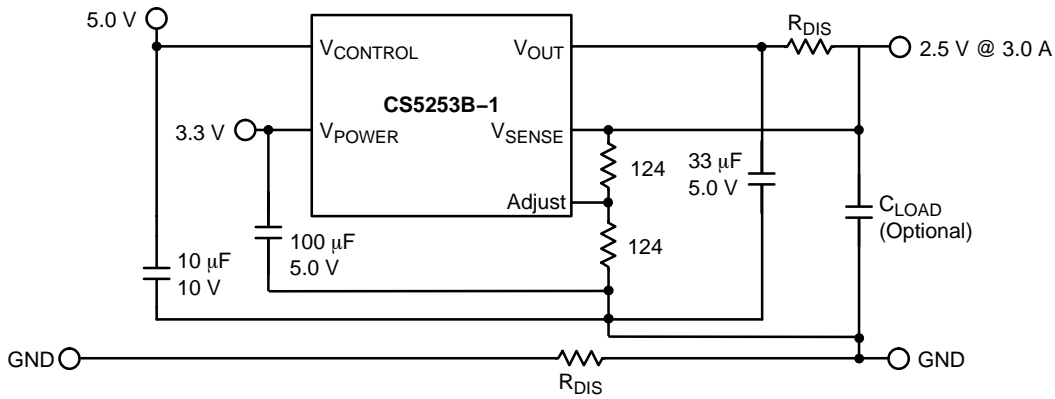 5.0 V
RDIS
VCONTROL
VOUT
2.5 V @ 3.0 A
CS5253B−1
3.3 V
VPOWER
VSENSE
124
33 μF
5.0 V
Adjust
CLOAD
(Optional)
100 μF
5.0 V
124
10 μF
10 V
GND
GND
RDIS